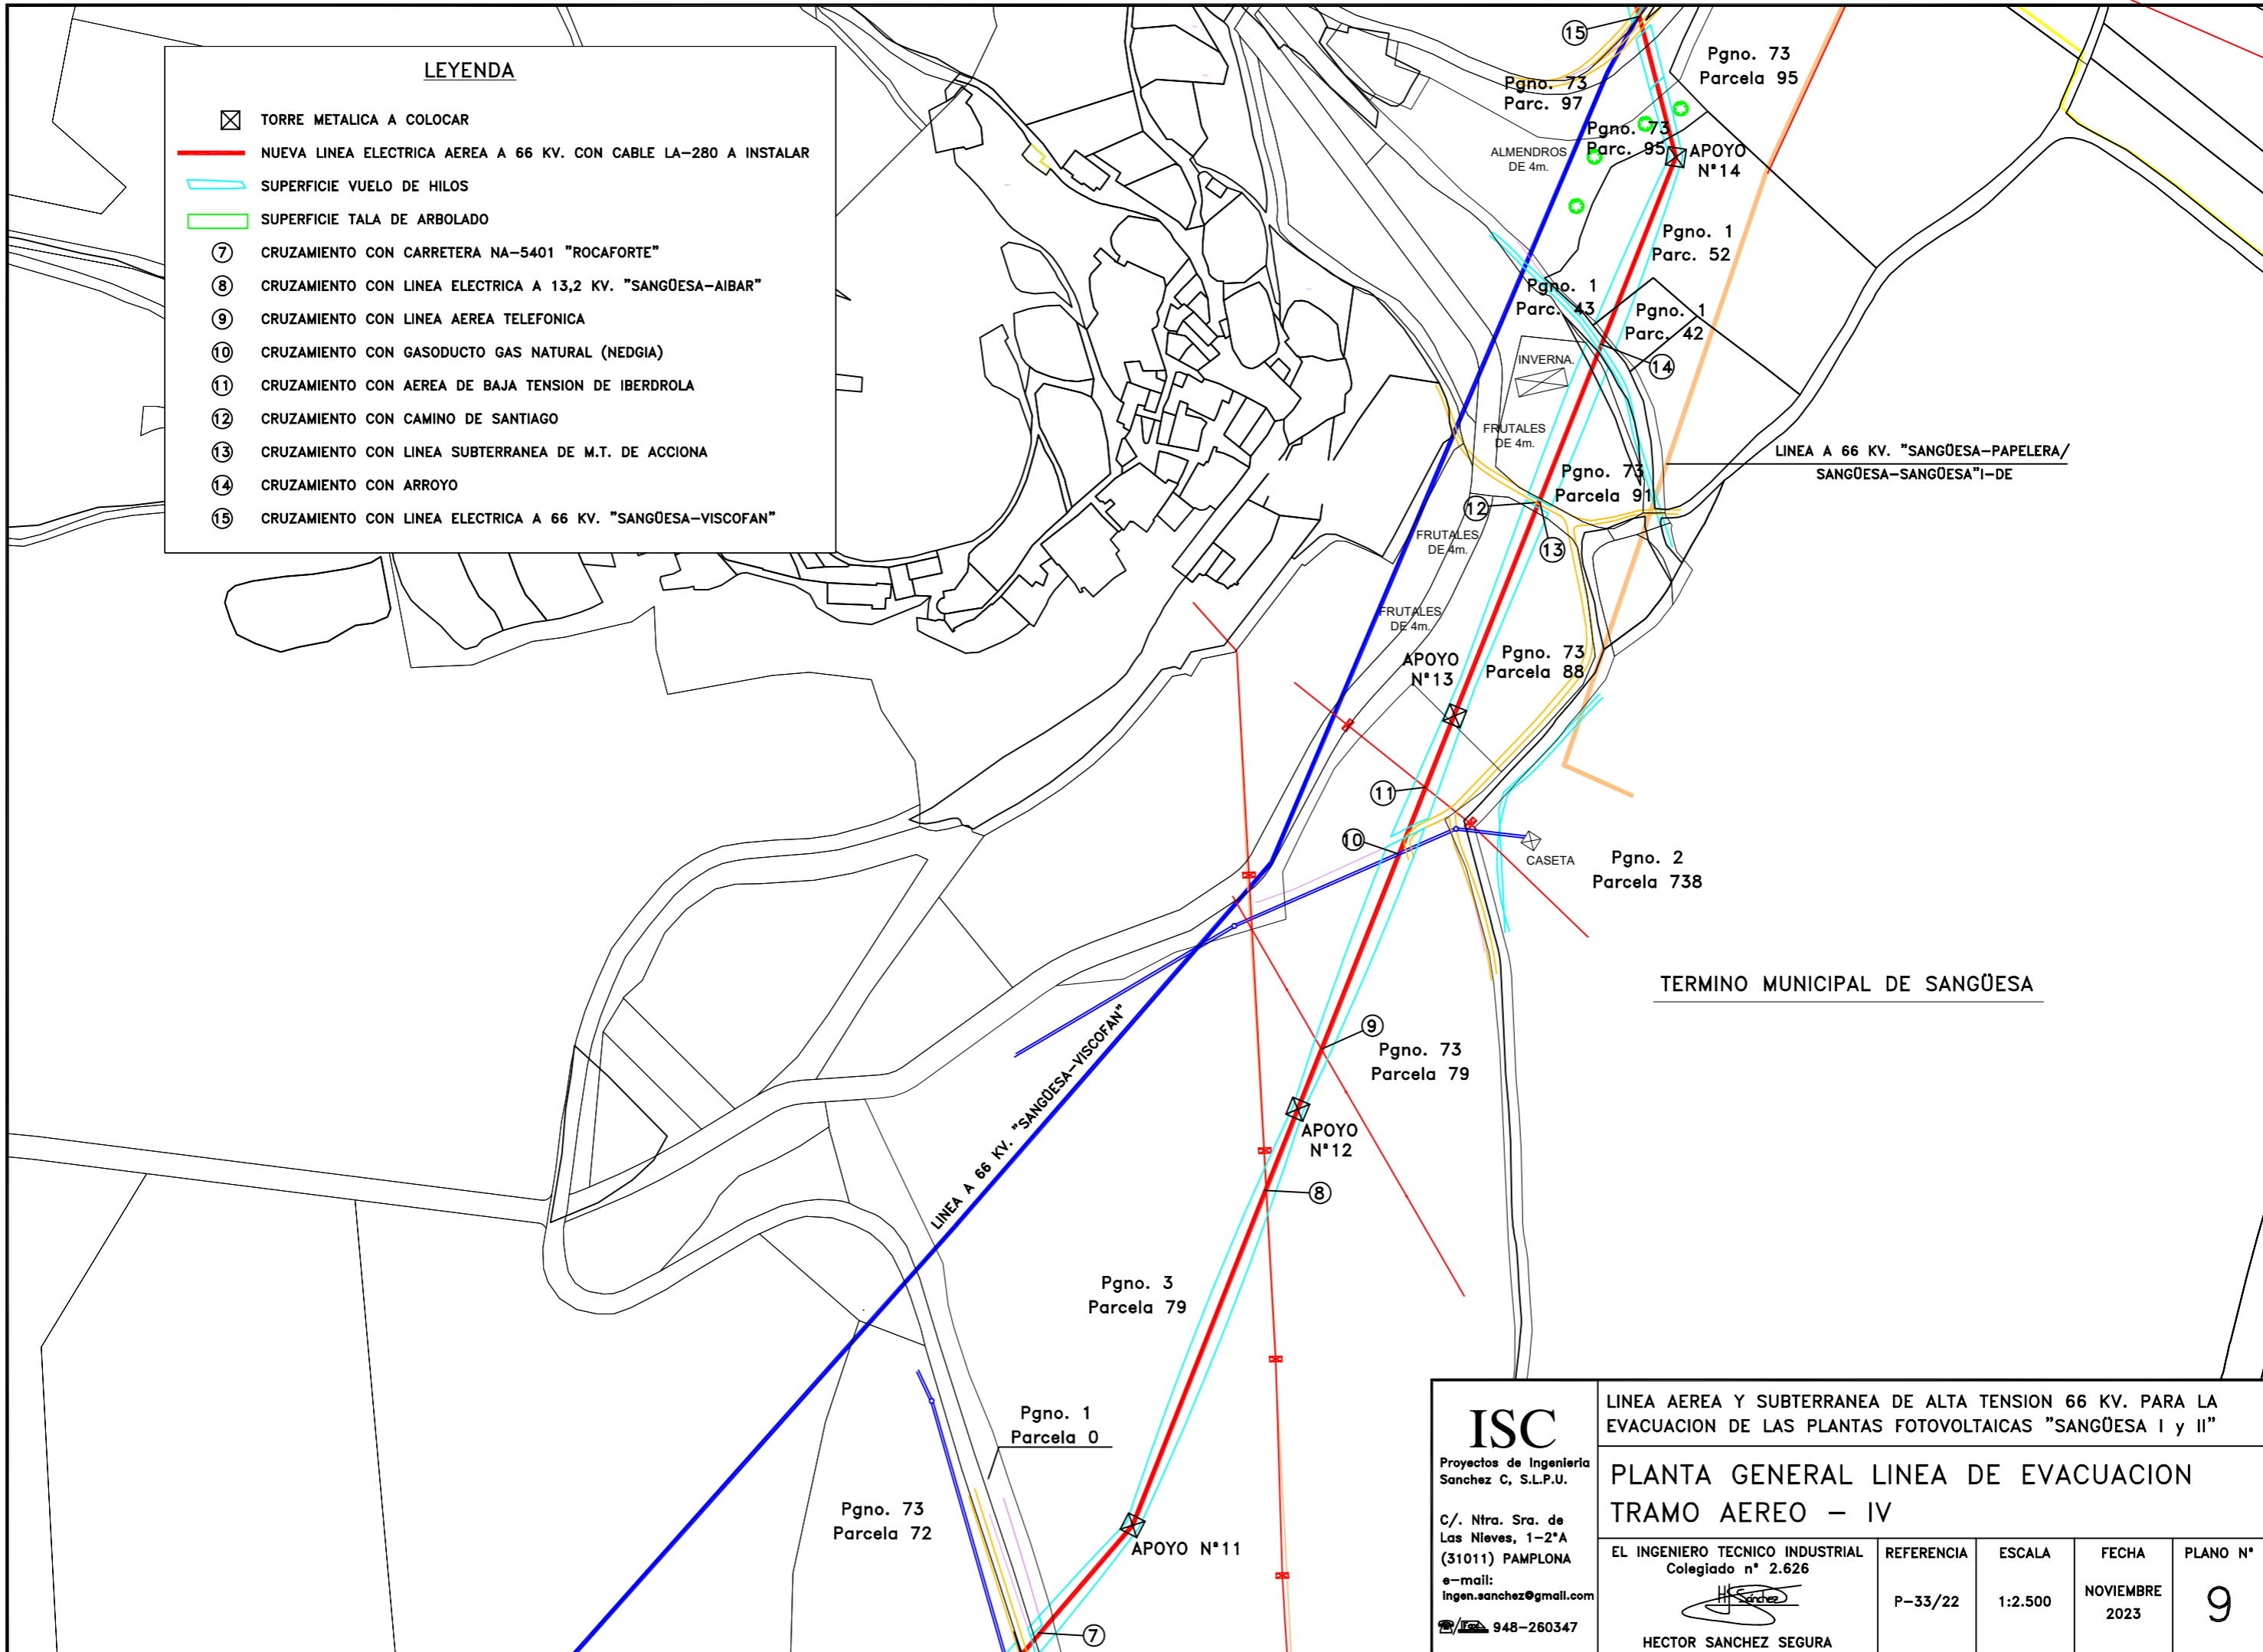 LEYENDA
TORRE METALICA A COLOCAR
NUEVA LINEA ELECTRICA AEREA A 66 KV. CON CABLE LA-280 A INSTALAR
SUPERFICIE VUELO DE HILOS
SUPERFICIE TALA DE ARBOLADO
7 CRUZAMIENTO CON CARRETERA NA-5401 "ROCAFORTE"
8 CRUZAMIENTO CON LINEA ELECTRICA A 13,2 KV. "SANGÜESA-AIBAR"
9 CRUZAMIENTO CON LINEA AEREA TELEFONICA
10 CRUZAMIENTO CON GASODUCTO GAS NATURAL (NEDGIA)
11 CRUZAMIENTO CON AEREA DE BAJA TENSION DE IBERDROLA
12 CRUZAMIENTO CON CAMINO DE SANTIAGO
13 CRUZAMIENTO CON LINEA SUBTERRANEA DE M.T. DE ACCIONA
14 CRUZAMIENTO CON ARROYO
15 CRUZAMIENTO CON LINEA ELECTRICA A 66 KV. "SANGÜESA-VISCOFAN"
15
Pgno. 73
Parcela 95
Pgno. 73
Parc. 97
Pgno. 73
Parc. 95
ALMENDROS
DE 4m.
APOYO
Nº14
Pgno. 1
Parc. 52
Pgno. 1
Parc. 43
Pgno. 1
Parc. 42
14
INVERNA.
FRUTALES
DE 4m.
LINEA A 66 KV. "SANGÜESA-PAPELERA/
SANGÜESA-SANGÜESA"I-DE
Pgno. 73
Parcela 91
12
13
FRUTALES
DE 4m.
FRUTALES
DE 4m.
APOYO
Nº13
Pgno. 73
Parcela 88
11
10
CASETA
Pgno. 2
Parcela 738
TERMINO MUNICIPAL DE SANGÜESA
LINEA A 66 KV. "SANGÜESA-VISCOFAN"
9
Pgno. 73
Parcela 79
APOYO
Nº12
8
Pgno. 3
Parcela 79
Pgno. 1
Parcela 0
Pgno. 73
Parcela 72
APOYO Nº11
7
ISC
Proyectos de Ingenieria
Sanchez C, S.L.P.U.
C/. Ntra. Sra. de
Las Nieves, 1-2ºA
(31011) PAMPLONA
e-mail:
ingen.sanchez@gmail.com
/Fax 948-260347
LINEA AEREA Y SUBTERRANEA DE ALTA TENSION 66 KV. PARA LA
EVACUACION DE LAS PLANTAS FOTOVOLTAICAS "SANGÜESA I y II"
PLANTA GENERAL LINEA DE EVACUACION
TRAMO AEREO - IV
EL INGENIERO TECNICO INDUSTRIAL
Colegiado nº 2.626
H. Sánchez
HECTOR SANCHEZ SEGURA
REFERENCIA
P-33/22
ESCALA
1:2.500
FECHA
NOVIEMBRE
2023
PLANO Nº
9